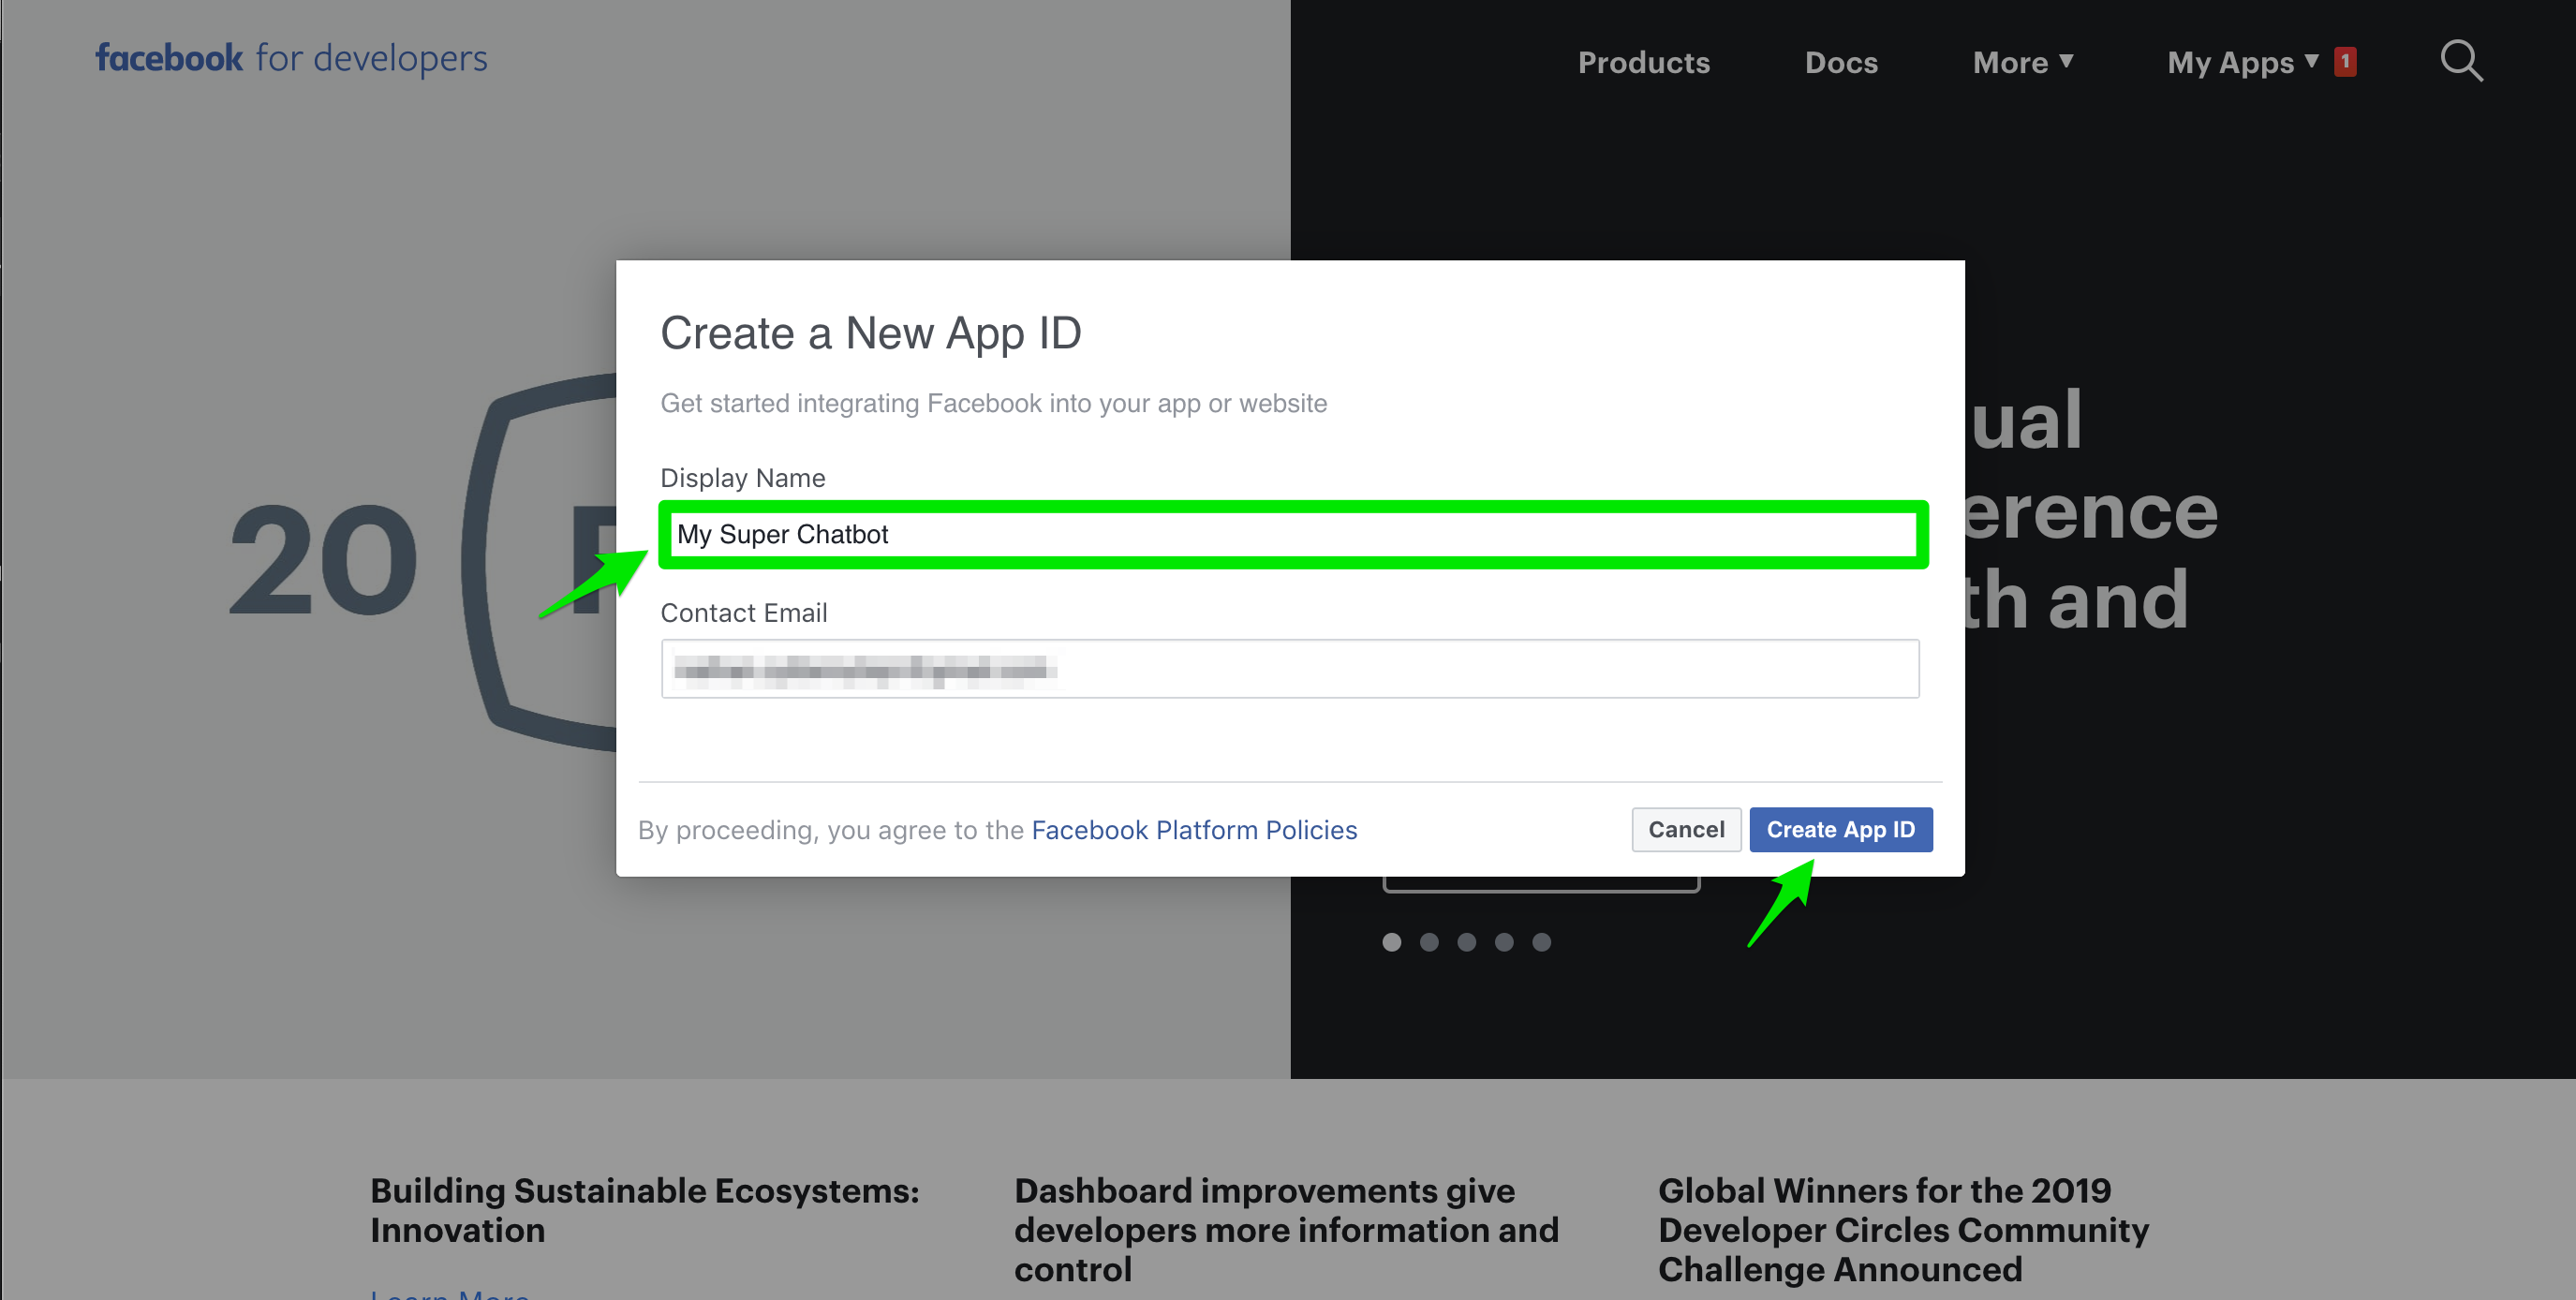 facebook for developers
Products
Docs
More
My Apps
1
Create a New App ID
Get started integrating Facebook into your app or website
Display Name
My Super Chatbot
Contact Email
By proceeding, you agree to the Facebook Platform Policies
Cancel
Create App ID
20
ual
erence
th and
Building Sustainable Ecosystems:
Innovation
Learn More
Dashboard improvements give
developers more information and
control
Global Winners for the 2019
Developer Circles Community
Challenge Announced